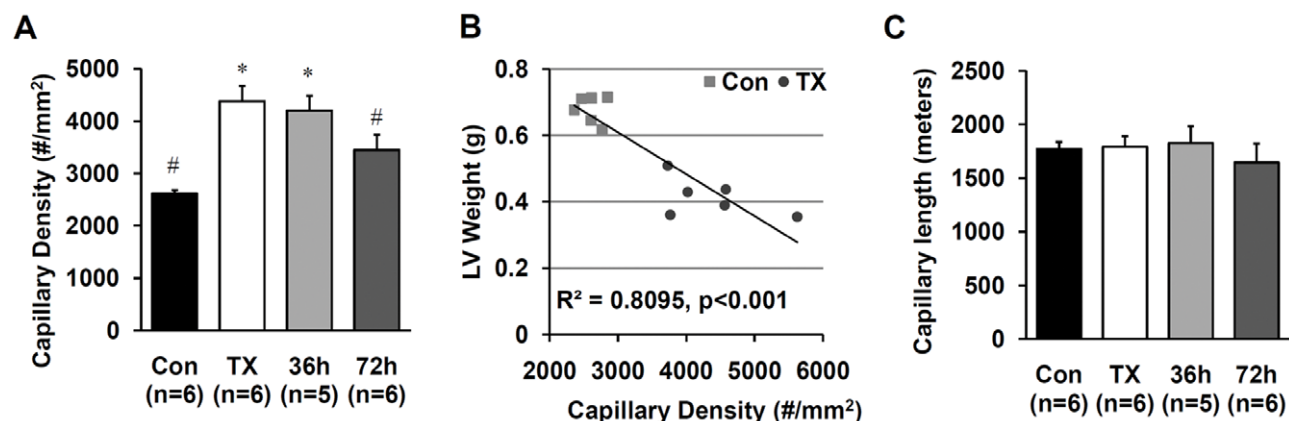 A
Capillary Density (#/mm²)
5000
4000
3000
2000
1000
0
#
*
*
#
Con TX 36h 72h
(n=6) (n=6) (n=5) (n=6)
B
LV Weight (g)
0.8
0.6
0.4
0.2
0
Con TX
R² = 0.8095, p<0.001
2000 3000 4000 5000 6000
Capillary Density (#/mm²)
C
Capillary length (meters)
2500
2000
1500
1000
500
0
Con TX 36h 72h
(n=6) (n=6) (n=5) (n=6)